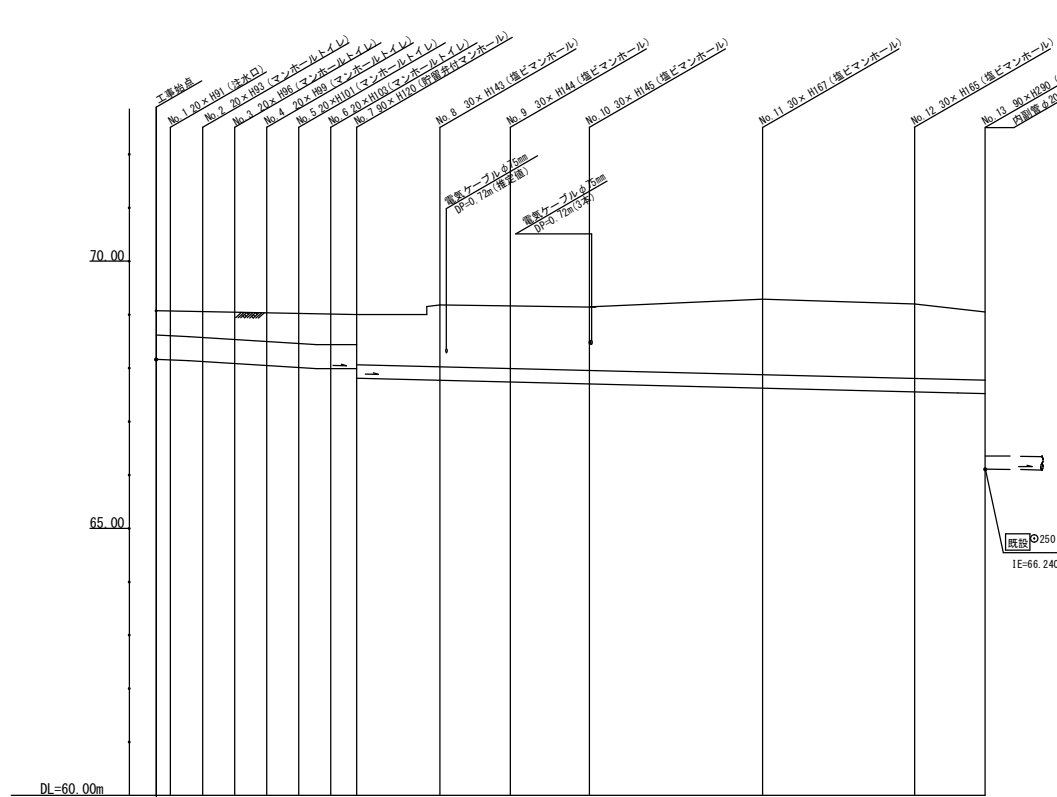 工事始点
No.1 20×H91 (注水口)
No.2 20×H93 (マンホールトイレ)
No.3 20×H96 (マンホールトイレ)
No.4 20×H99 (マンホールトイレ)
No.5 20×H101 (マンホールトイレ)
No.6 20×H103 (マンホールトイレ)
No.7 90×H120 (貯留弁付マンホール)
No.8 30×H143 (塩ビマンホール)
No.9 30×H144 (塩ビマンホール)
No.10 30×H145 (塩ビマンホール)
No.11 30×H167 (塩ビマンホール)
No.12 30×H165 (塩ビマンホール)
No.13 90×H290
内副管φ20
電気ケーブルφ75mm
DP=0.72m(推定値)
電気ケーブルφ75mm
DP=0.72m(3本)
70.00
65.00
既設 250
IE=66.240
DL=60.00m